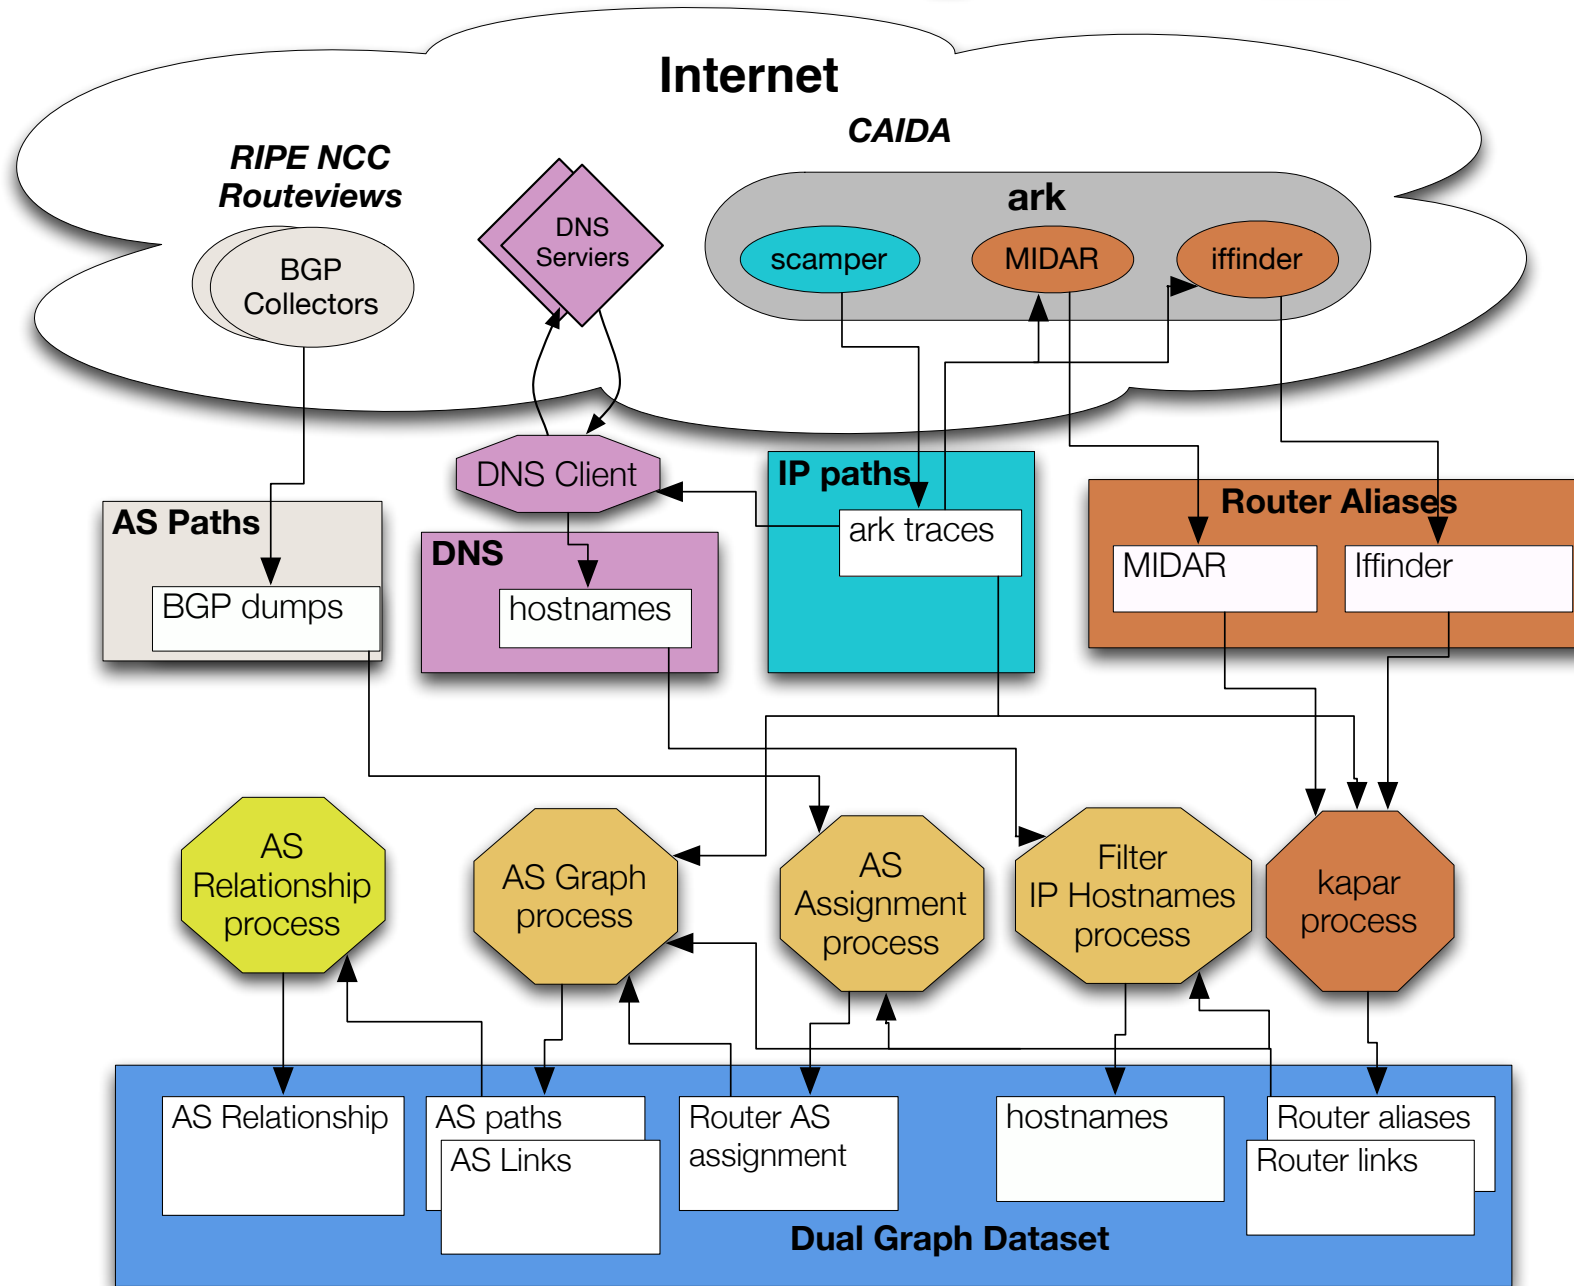 Internet
CAIDA
RIPE NCC
Routeviews
ark
DNS
Serviers
scamper
MIDAR
iffinder
BGP
Collectors
DNS Client
IP paths
Router Aliases
AS Paths
ark traces
DNS
MIDAR
Iffinder
BGP dumps
hostnames
AS
Relationship
process
AS Graph
process
AS
Assignment
process
Filter
IP Hostnames
process
kapar
process
AS Relationship
AS paths
AS Links
Router AS
assignment
hostnames
Router aliases
Router links
Dual Graph Dataset